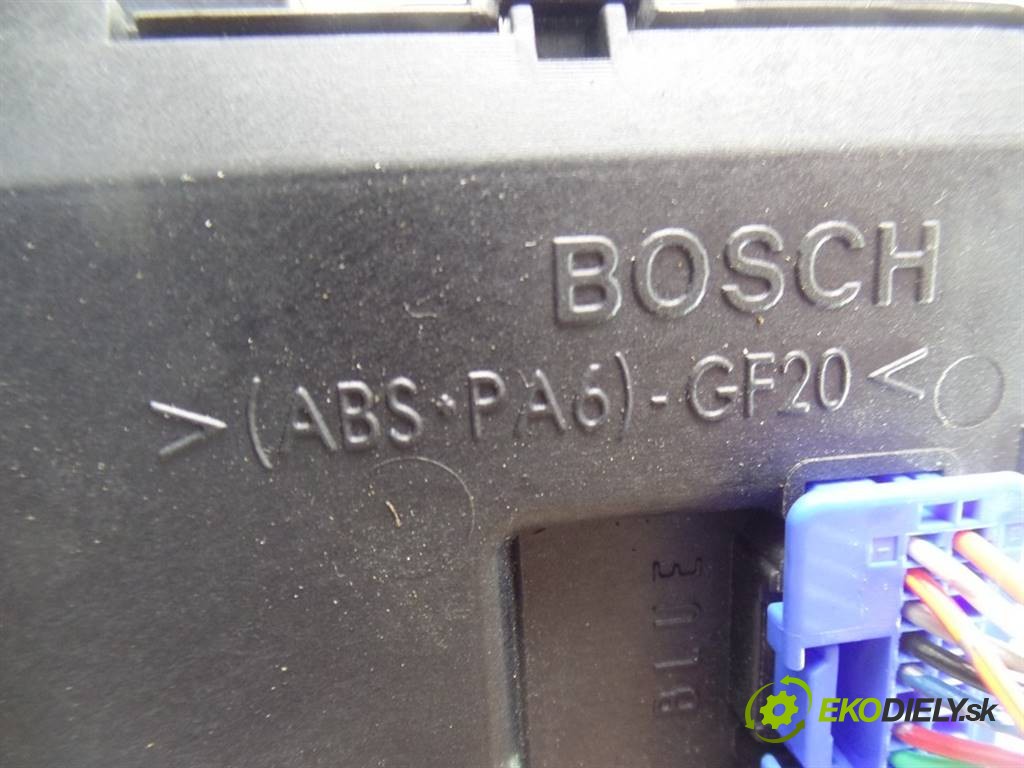 BOSCH
>(ABS+PA6)-GF20<
BLUE
EKODIELY.sk